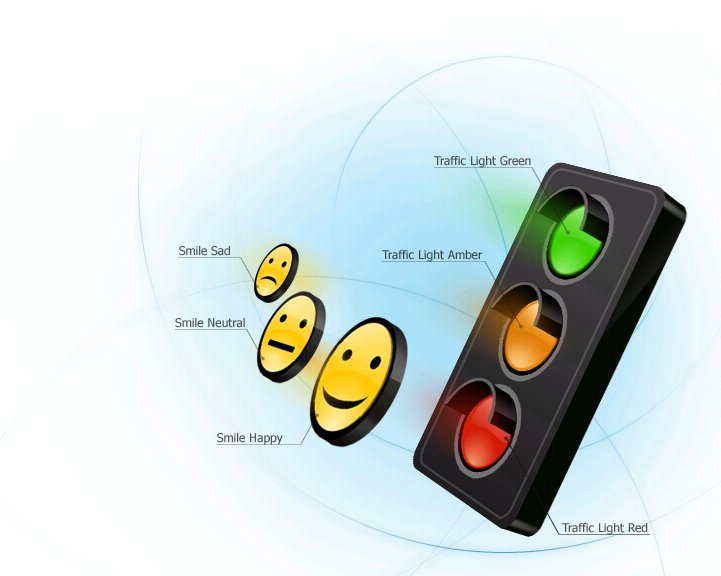 Traffic Light Green
Traffic Light Amber
Smile Sad
Smile Neutral
Smile Happy
Traffic Light Red